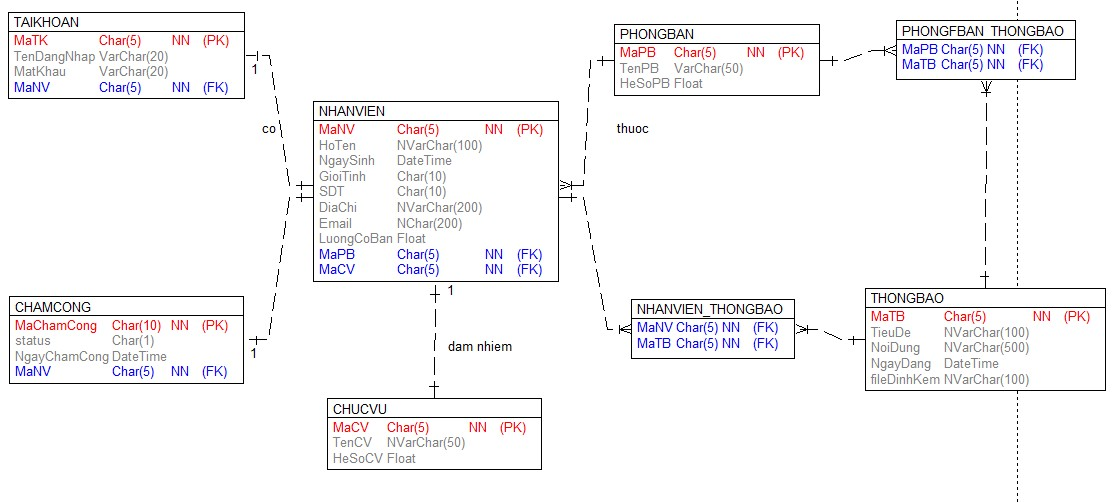 TAIKHOAN
MaTK Char(5) NN (PK)
TenDangNhap VarChar(20)
MatKhau VarChar(20)
MaNV Char(5) NN (FK)
1
co
NHANVIEN
MaNV Char(5) NN (PK)
HoTen NVarChar(100)
NgaySinh DateTime
GioiTinh Char(10)
SDT Char(10)
DiaChi NVarChar(200)
Email NChar(200)
LuongCoBan Float
MaPB Char(5) NN (FK)
MaCV Char(5) NN (FK)
1
dam nhiem
CHAMCONG
MaChamCong Char(10) NN (PK)
status Char(1)
NgayChamCong DateTime
MaNV Char(5) NN (FK)
1
CHUCVU
MaCV Char(5) NN (PK)
TenCV NVarChar(50)
HeSoCV Float
PHONGBAN
MaPB Char(5) NN (PK)
TenPB VarChar(50)
HeSoPB Float
thuoc
PHONGFBAN_THONGBAO
MaPB Char(5) NN (FK)
MaTB Char(5) NN (FK)
NHANVIEN_THONGBAO
MaNV Char(5) NN (FK)
MaTB Char(5) NN (FK)
THONGBAO
MaTB Char(5) NN (PK)
TieuDe NVarChar(100)
NoiDung NVarChar(500)
NgayDang DateTime
fileDinhKem NVarChar(100)